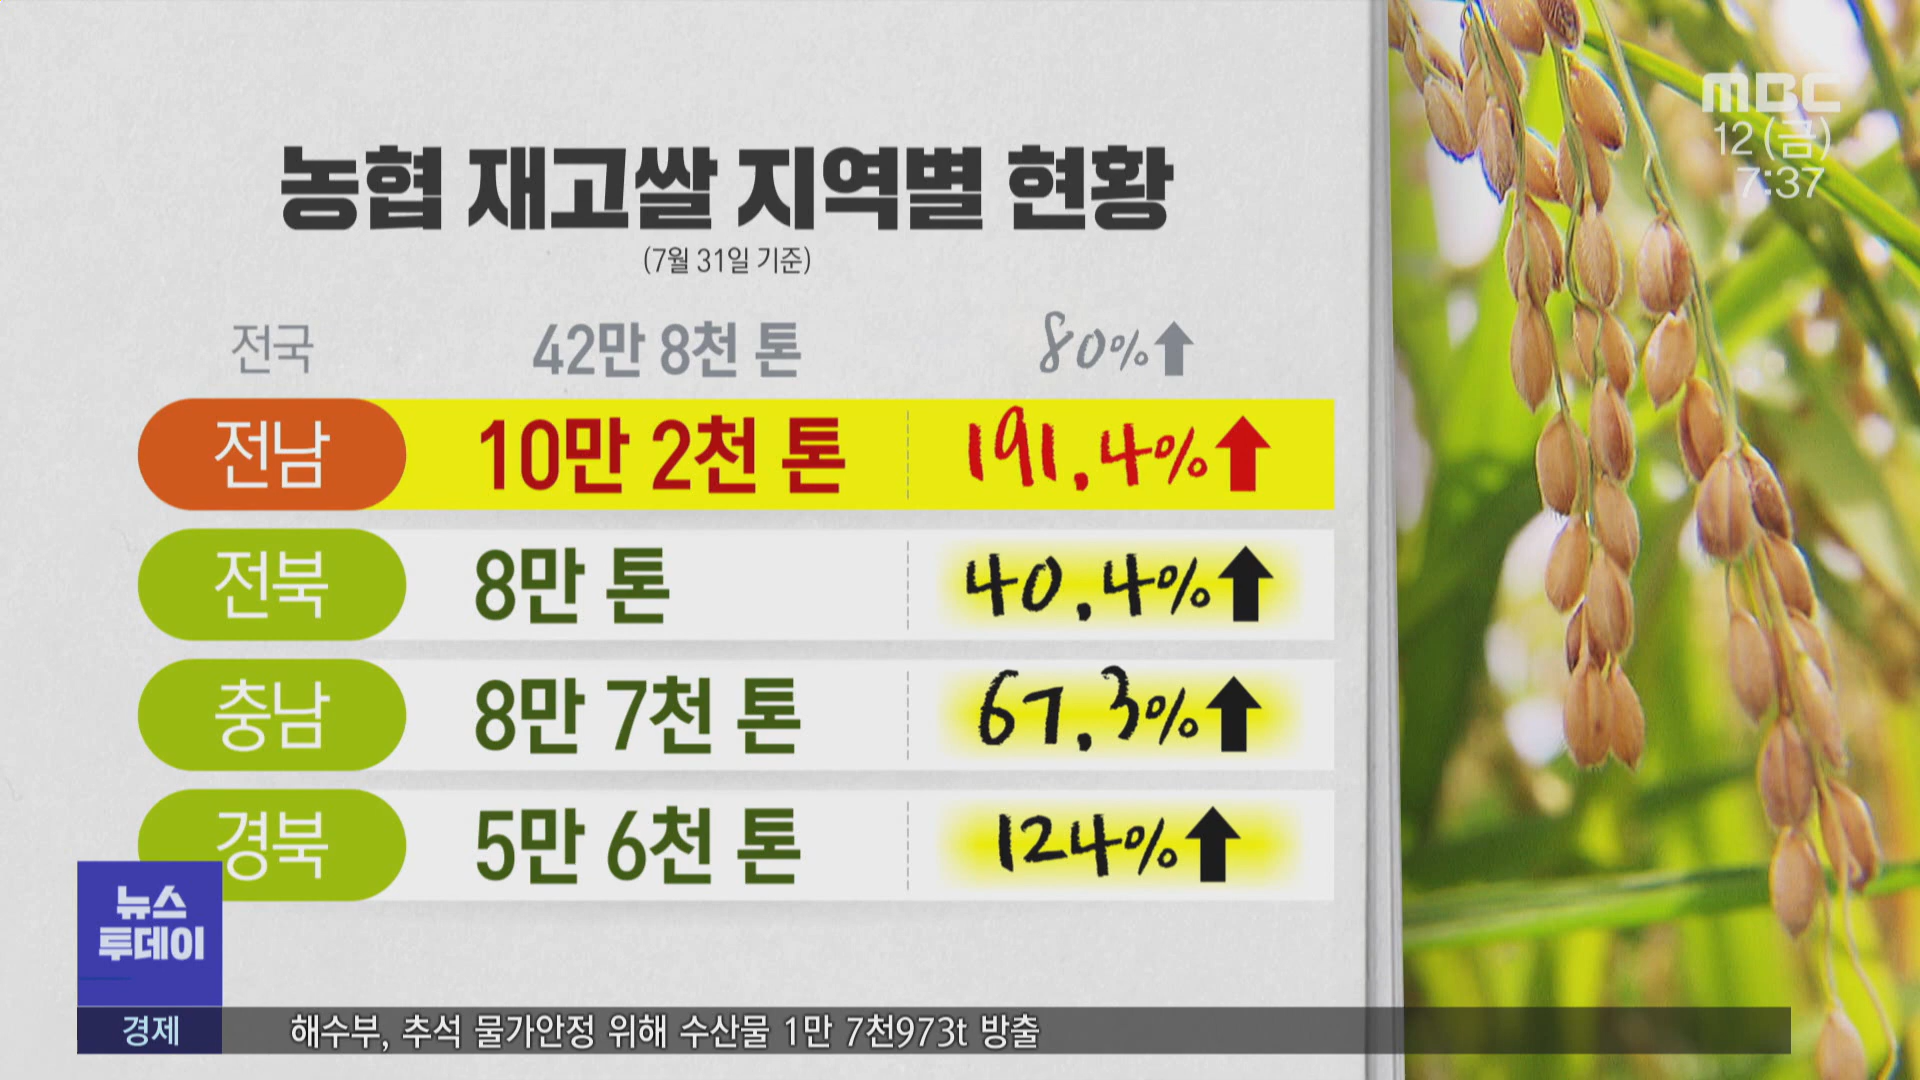 MBC
12(금)
7:37
농협 재고쌀 지역별 현황
(7월 31일 기준)
전국 42만 8천 톤 80%⬆
전남 10만 2천 톤 191.4%⬆
전북 8만 톤 40.4%⬆
충남 8만 7천 톤 67.3%⬆
경북 5만 6천 톤 124%⬆
뉴스
투데이
경제 해수부, 추석 물가안정 위해 수산물 1만 7천973t 방출